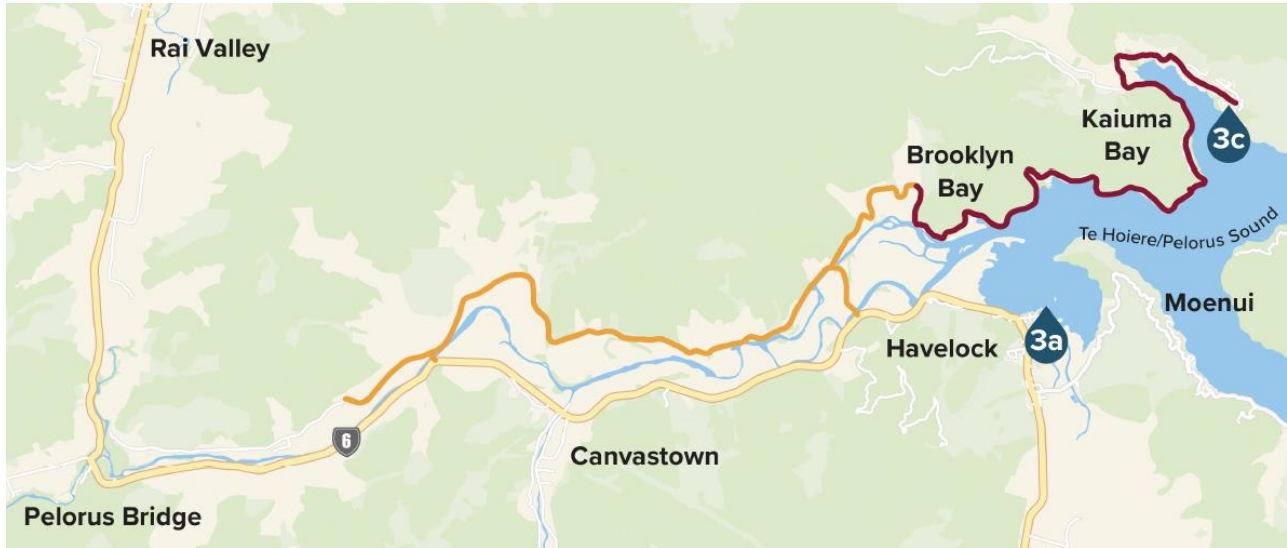 Rai Valley
Kaiuma
Bay
3c
Brooklyn
Bay
Te Hoiere/Pelorus Sound
Moenui
3a
Havelock
6
Canvastown
Pelorus Bridge